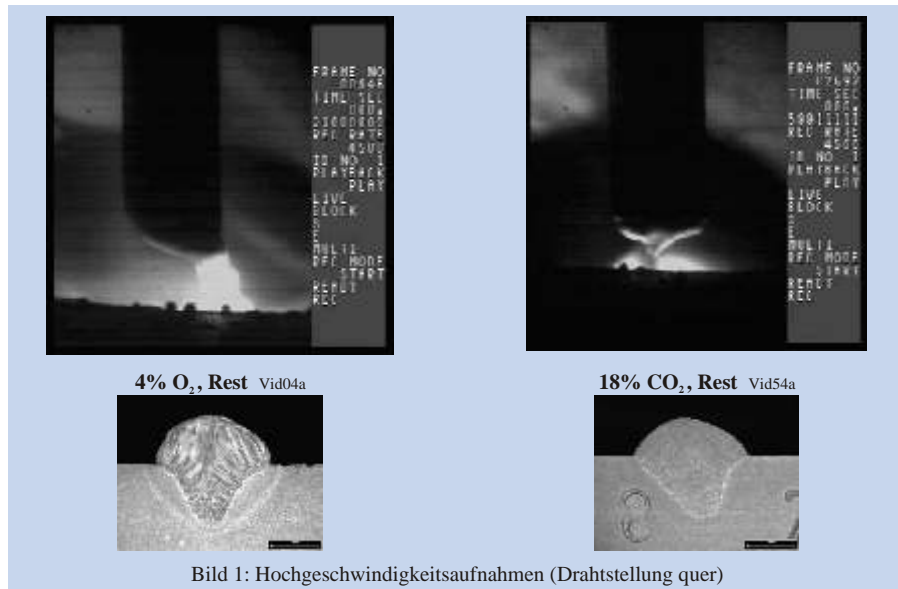 FRAME NO
TIME SEC
REC RATE
4500
ID NO 1
PLAYBACK
PLAY
LIVE
BLOCK
MULTI
REC MODE
START
READY
REC
FRAME NO
TIME SEC
REC RATE
4500
ID NO 1
PLAYBACK
PLAY
LIVE
BLOCK
MULTI
REC MODE
START
READY
REC
4% O₂, Rest Vid04a
18% CO₂, Rest Vid54a
Bild 1: Hochgeschwindigkeitsaufnahmen (Drahtstellung quer)